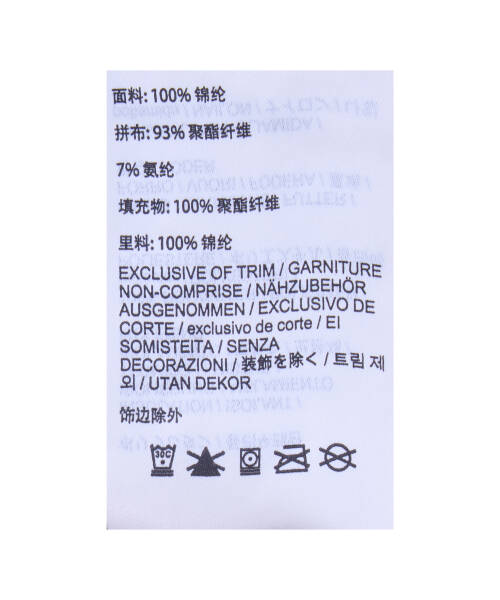 面料: 100% 锦纶
拼布: 93% 聚酯纤维
7% 氨纶
填充物: 100% 聚酯纤维
里料: 100% 锦纶
EXCLUSIVE OF TRIM / GARNITURE
NON-COMPRISE / NÄHZUBEHÖR
AUSGENOMMEN / EXCLUSIVO DE
CORTE / exclusivo de corte / EI
SOMISTEITA / SENZA
DECORAZIONI / 装飾を除く / 트림 제
외 / UTAN DEKOR
饰边除外
30C